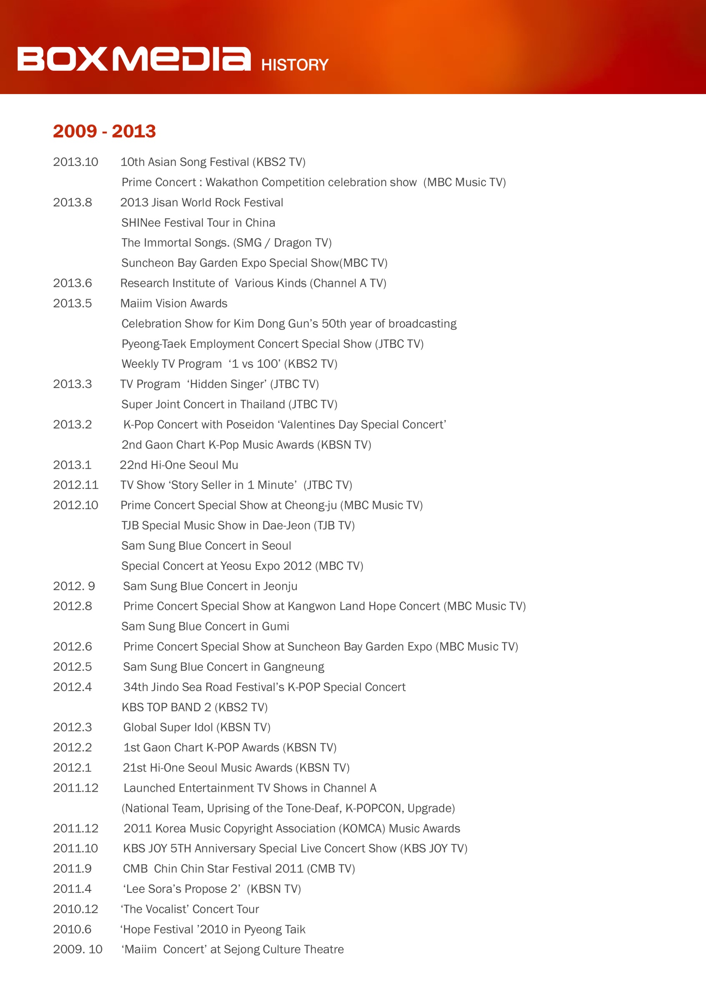 BOXMEDIA HISTORY
2009 - 2013
2013.10 10th Asian Song Festival (KBS2 TV)
Prime Concert : Wakathon Competition celebration show (MBC Music TV)
2013.8 2013 Jisan World Rock Festival
SHINee Festival Tour in China
The Immortal Songs. (SMG / Dragon TV)
Suncheon Bay Garden Expo Special Show(MBC TV)
2013.6 Research Institute of Various Kinds (Channel A TV)
2013.5 Maiim Vision Awards
Celebration Show for Kim Dong Gun’s 50th year of broadcasting
Pyeong-Taek Employment Concert Special Show (JTBC TV)
Weekly TV Program ‘1 vs 100’ (KBS2 TV)
2013.3 TV Program ‘Hidden Singer’ (JTBC TV)
Super Joint Concert in Thailand (JTBC TV)
2013.2 K-Pop Concert with Poseidon ‘Valentines Day Special Concert’
2nd Gaon Chart K-Pop Music Awards (KBSN TV)
2013.1 22nd Hi-One Seoul Mu
2012.11 TV Show ‘Story Seller in 1 Minute’ (JTBC TV)
2012.10 Prime Concert Special Show at Cheong-ju (MBC Music TV)
TJB Special Music Show in Dae-Jeon (TJB TV)
Sam Sung Blue Concert in Seoul
Special Concert at Yeosu Expo 2012 (MBC TV)
2012. 9 Sam Sung Blue Concert in Jeonju
2012.8 Prime Concert Special Show at Kangwon Land Hope Concert (MBC Music TV)
Sam Sung Blue Concert in Gumi
2012.6 Prime Concert Special Show at Suncheon Bay Garden Expo (MBC Music TV)
2012.5 Sam Sung Blue Concert in Gangneung
2012.4 34th Jindo Sea Road Festival’s K-POP Special Concert
KBS TOP BAND 2 (KBS2 TV)
2012.3 Global Super Idol (KBSN TV)
2012.2 1st Gaon Chart K-POP Awards (KBSN TV)
2012.1 21st Hi-One Seoul Music Awards (KBSN TV)
2011.12 Launched Entertainment TV Shows in Channel A
(National Team, Uprising of the Tone-Deaf, K-POPCON, Upgrade)
2011.12 2011 Korea Music Copyright Association (KOMCA) Music Awards
2011.10 KBS JOY 5TH Anniversary Special Live Concert Show (KBS JOY TV)
2011.9 CMB Chin Chin Star Festival 2011 (CMB TV)
2011.4 ‘Lee Sora’s Propose 2’ (KBSN TV)
2010.12 ‘The Vocalist’ Concert Tour
2010.6 ‘Hope Festival ’2010 in Pyeong Taik
2009. 10 ‘Maiim Concert’ at Sejong Culture Theatre